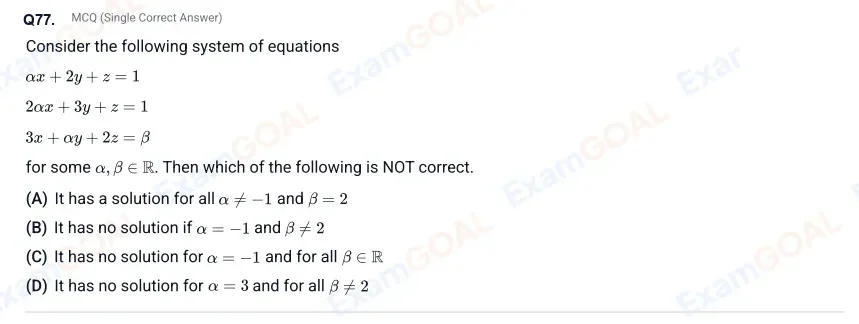 Q77. MCQ (Single Correct Answer)
Consider the following system of equations
αx + 2y + z = 1
2αx + 3y + z = 1
3x + αy + 2z = β
for some α, β ∈ ℝ. Then which of the following is NOT correct.
(A) It has a solution for all α ≠ −1 and β = 2
(B) It has no solution if α = −1 and β ≠ 2
(C) It has no solution for α = −1 and for all β ∈ ℝ
(D) It has no solution for α = 3 and for all β ≠ 2
ExamGOAL